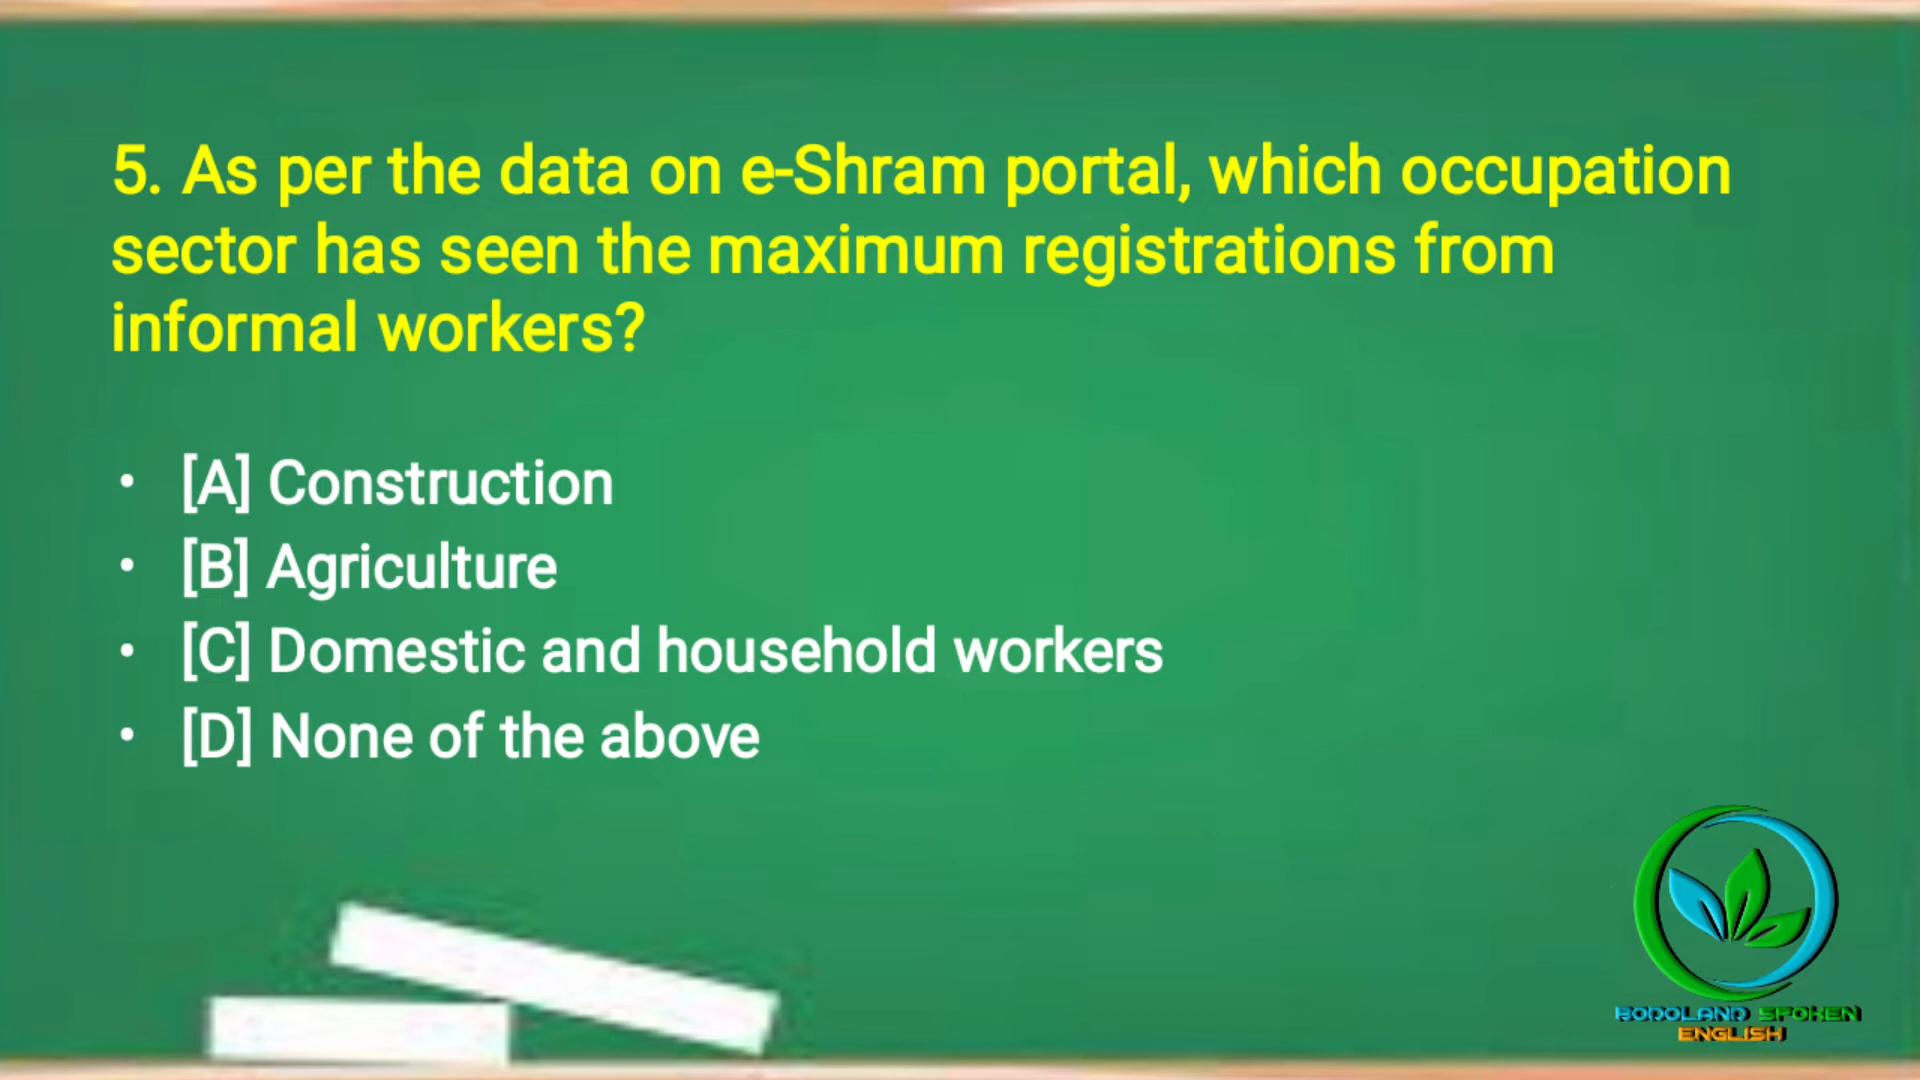 5. As per the data on e-Shram portal, which occupation
sector has seen the maximum registrations from
informal workers?
• [A] Construction
• [B] Agriculture
• [C] Domestic and household workers
• [D] None of the above
BODOLAND SPOKEN
ENGLISH